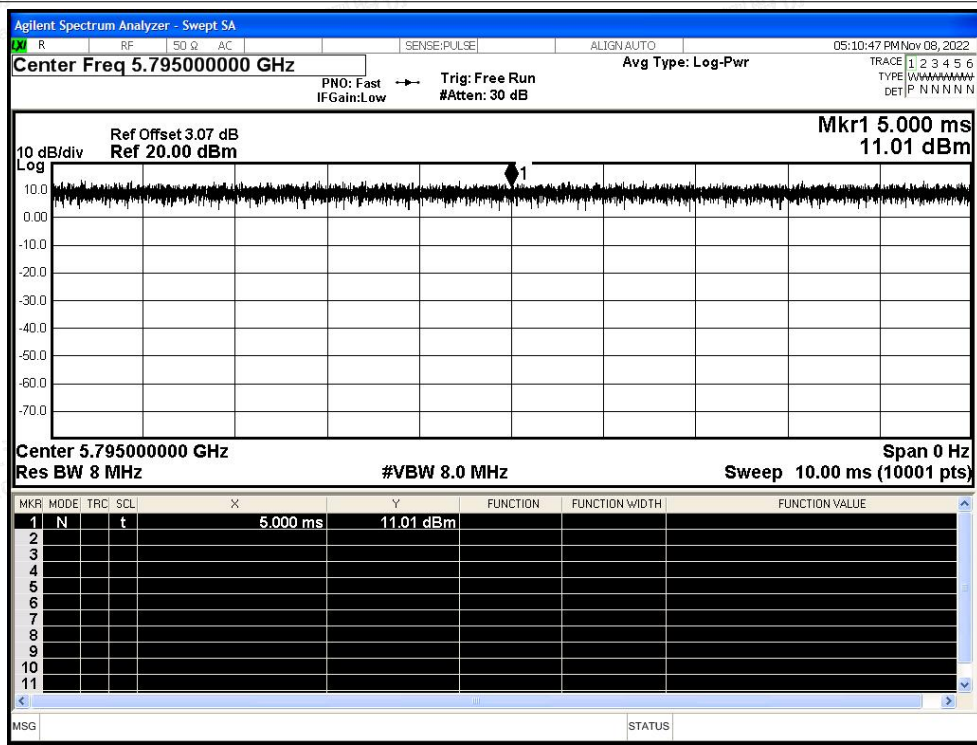 Agilent Spectrum Analyzer - Swept SA
LXI R RF 50 Ω AC SENSE:PULSE ALIGN AUTO 05:10:47 PM Nov 08, 2022
Center Freq 5.795000000 GHz
PNO: Fast
IFGain:Low
Trig: Free Run
#Atten: 30 dB
Avg Type: Log-Pwr
TRACE 1 2 3 4 5 6
TYPE WWWWWW
DET P N N N N N
Mkr1 5.000 ms
11.01 dBm
Ref Offset 3.07 dB
10 dB/div Ref 20.00 dBm
Log
1
10.0
0.00
-10.0
-20.0
-30.0
-40.0
-50.0
-60.0
-70.0
Center 5.795000000 GHz Span 0 Hz
Res BW 8 MHz #VBW 8.0 MHz Sweep 10.00 ms (10001 pts)
MKR MODE TRC SCL X Y FUNCTION FUNCTION WIDTH FUNCTION VALUE
1 N t 5.000 ms 11.01 dBm
2
3
4
5
6
7
8
9
10
11
MSG STATUS